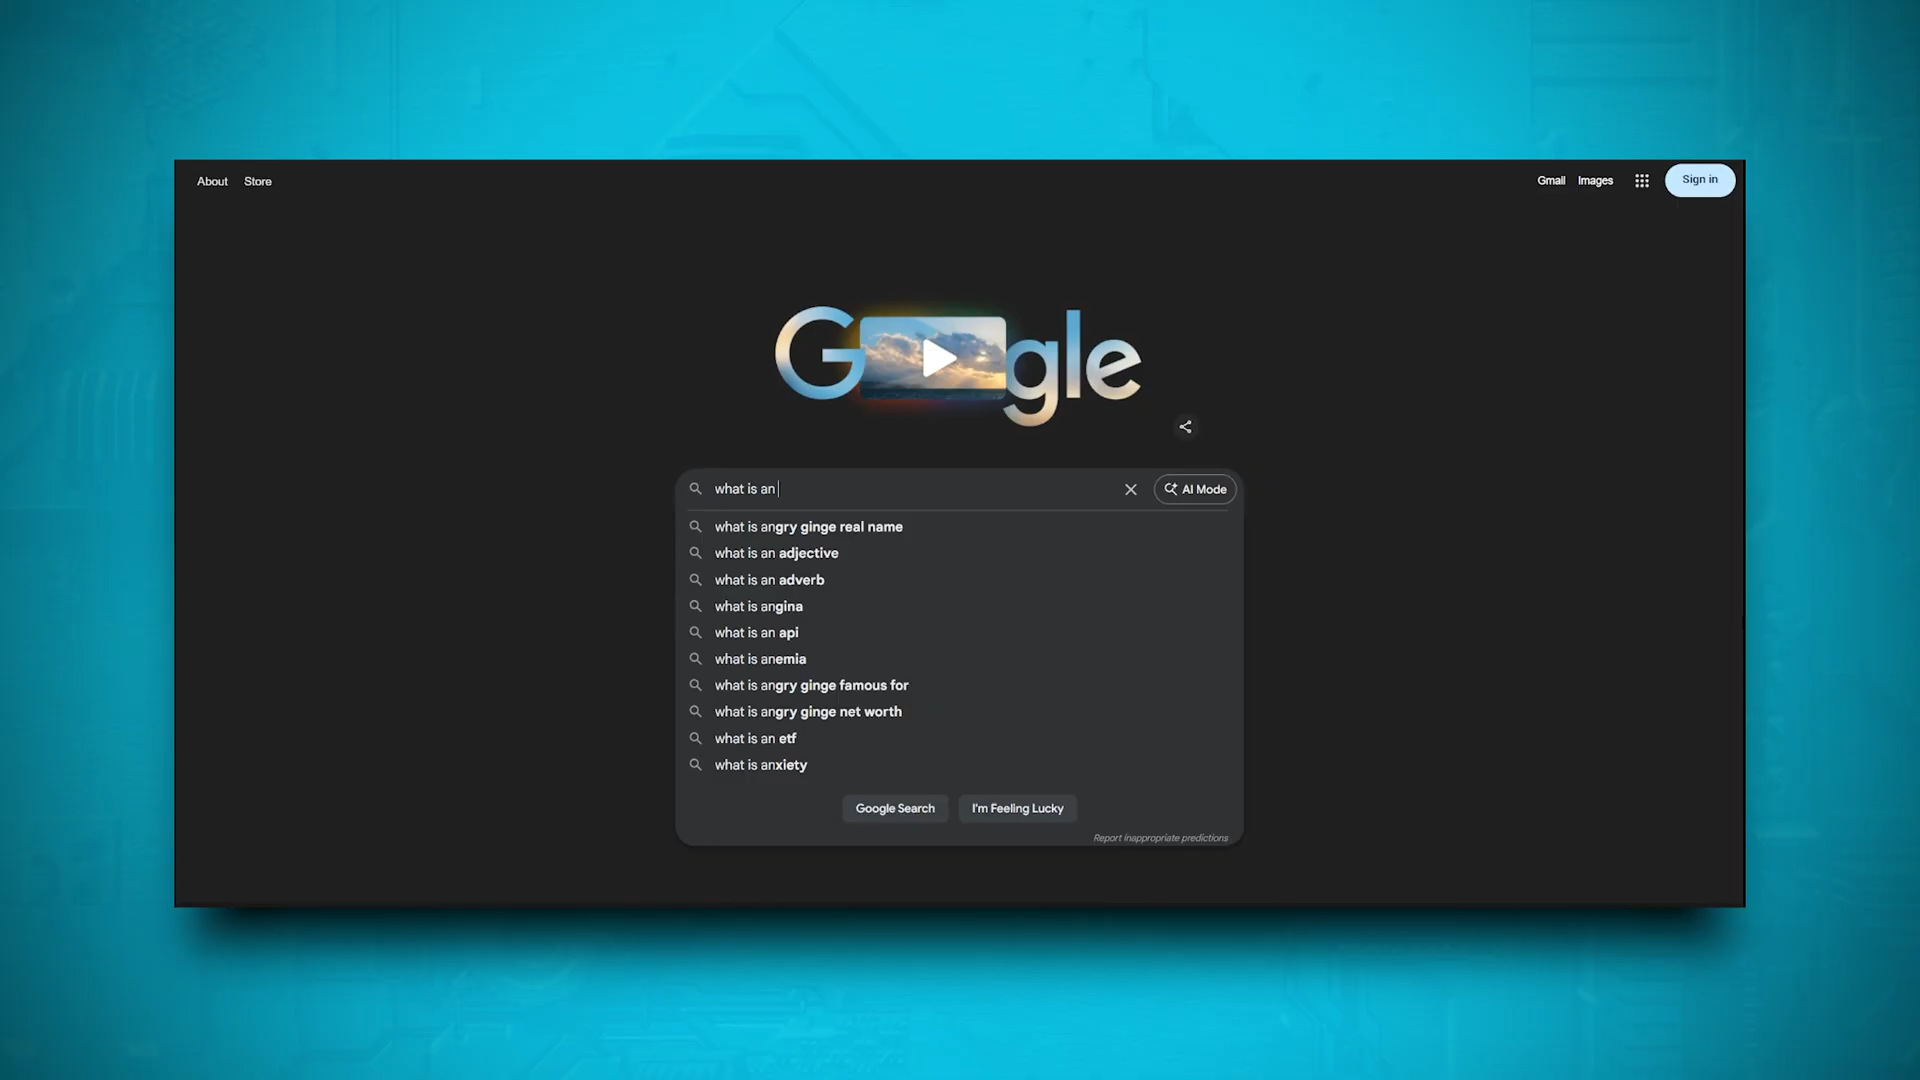 About Store
Gmail Images Sign in
Google
what is an
AI Mode
what is angry ginge real name
what is an adjective
what is an adverb
what is angina
what is an api
what is anemia
what is angry ginge famous for
what is angry ginge net worth
what is an etf
what is anxiety
Google Search I'm Feeling Lucky
Report inappropriate predictions